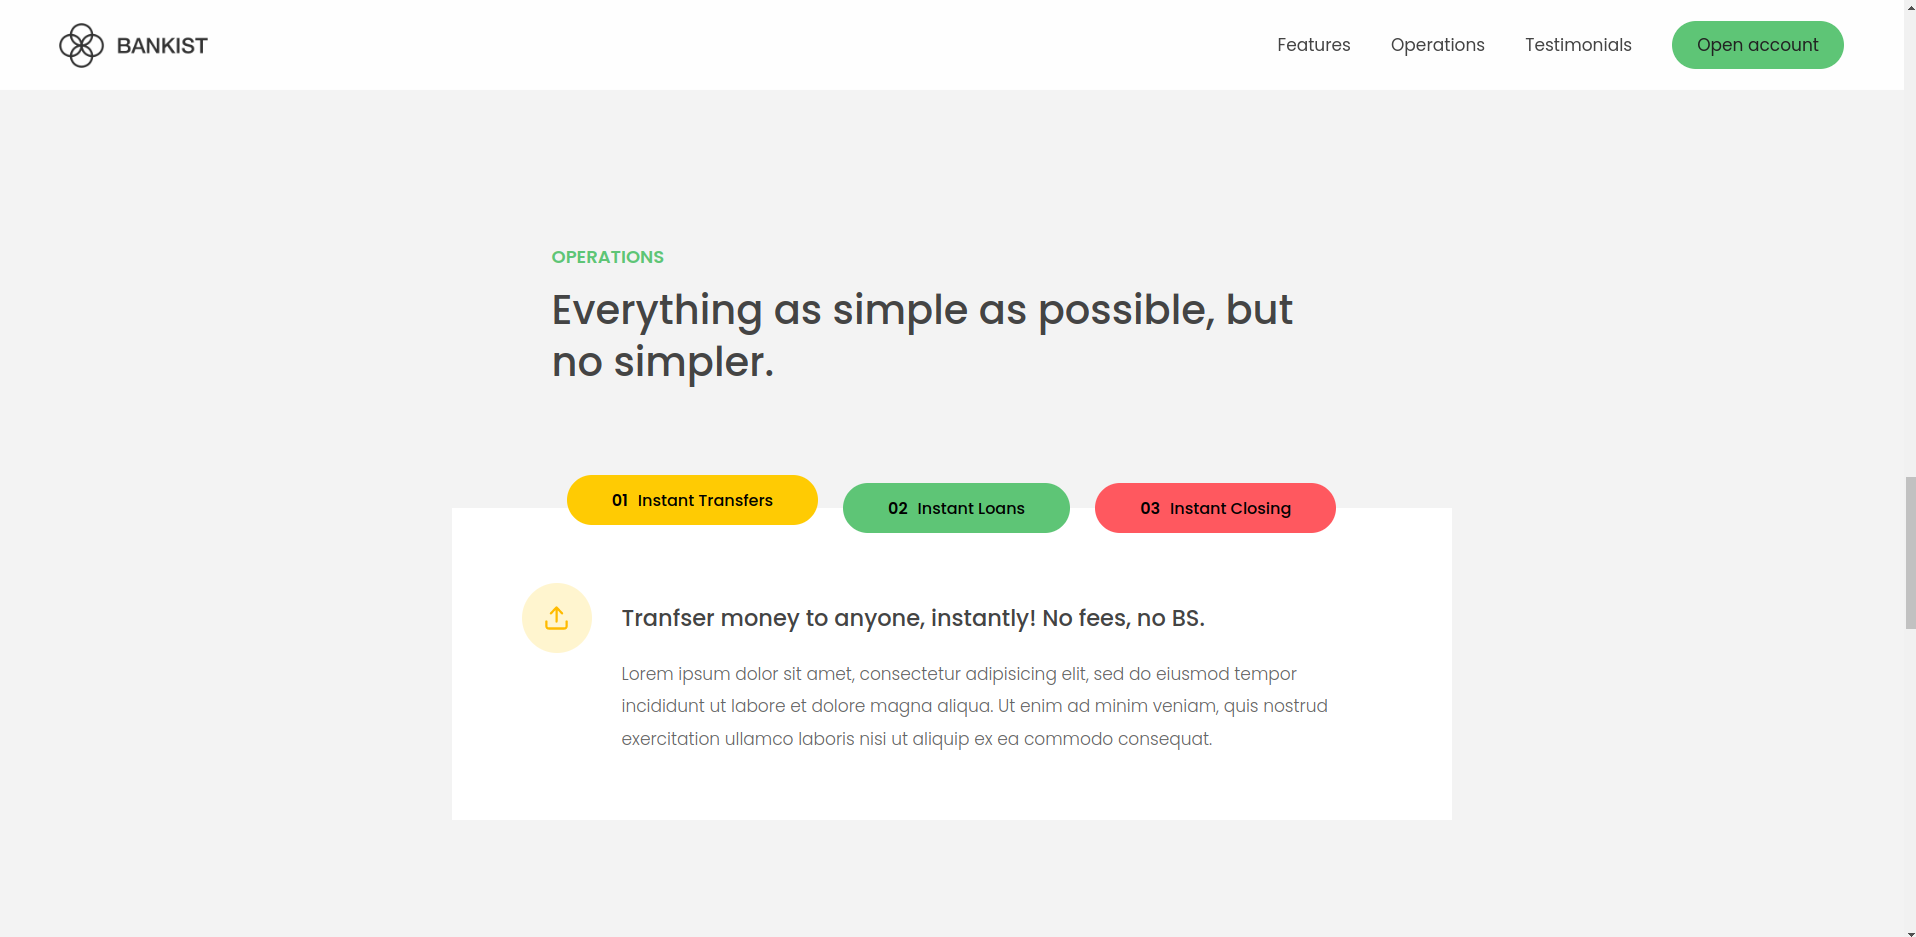 BANKIST
Features
Operations
Testimonials
Open account
OPERATIONS
Everything as simple as possible, but
no simpler.
01 Instant Transfers
02 Instant Loans
03 Instant Closing
Tranfser money to anyone, instantly! No fees, no BS.
Lorem ipsum dolor sit amet, consectetur adipisicing elit, sed do eiusmod tempor
incididunt ut labore et dolore magna aliqua. Ut enim ad minim veniam, quis nostrud
exercitation ullamco laboris nisi ut aliquip ex ea commodo consequat.